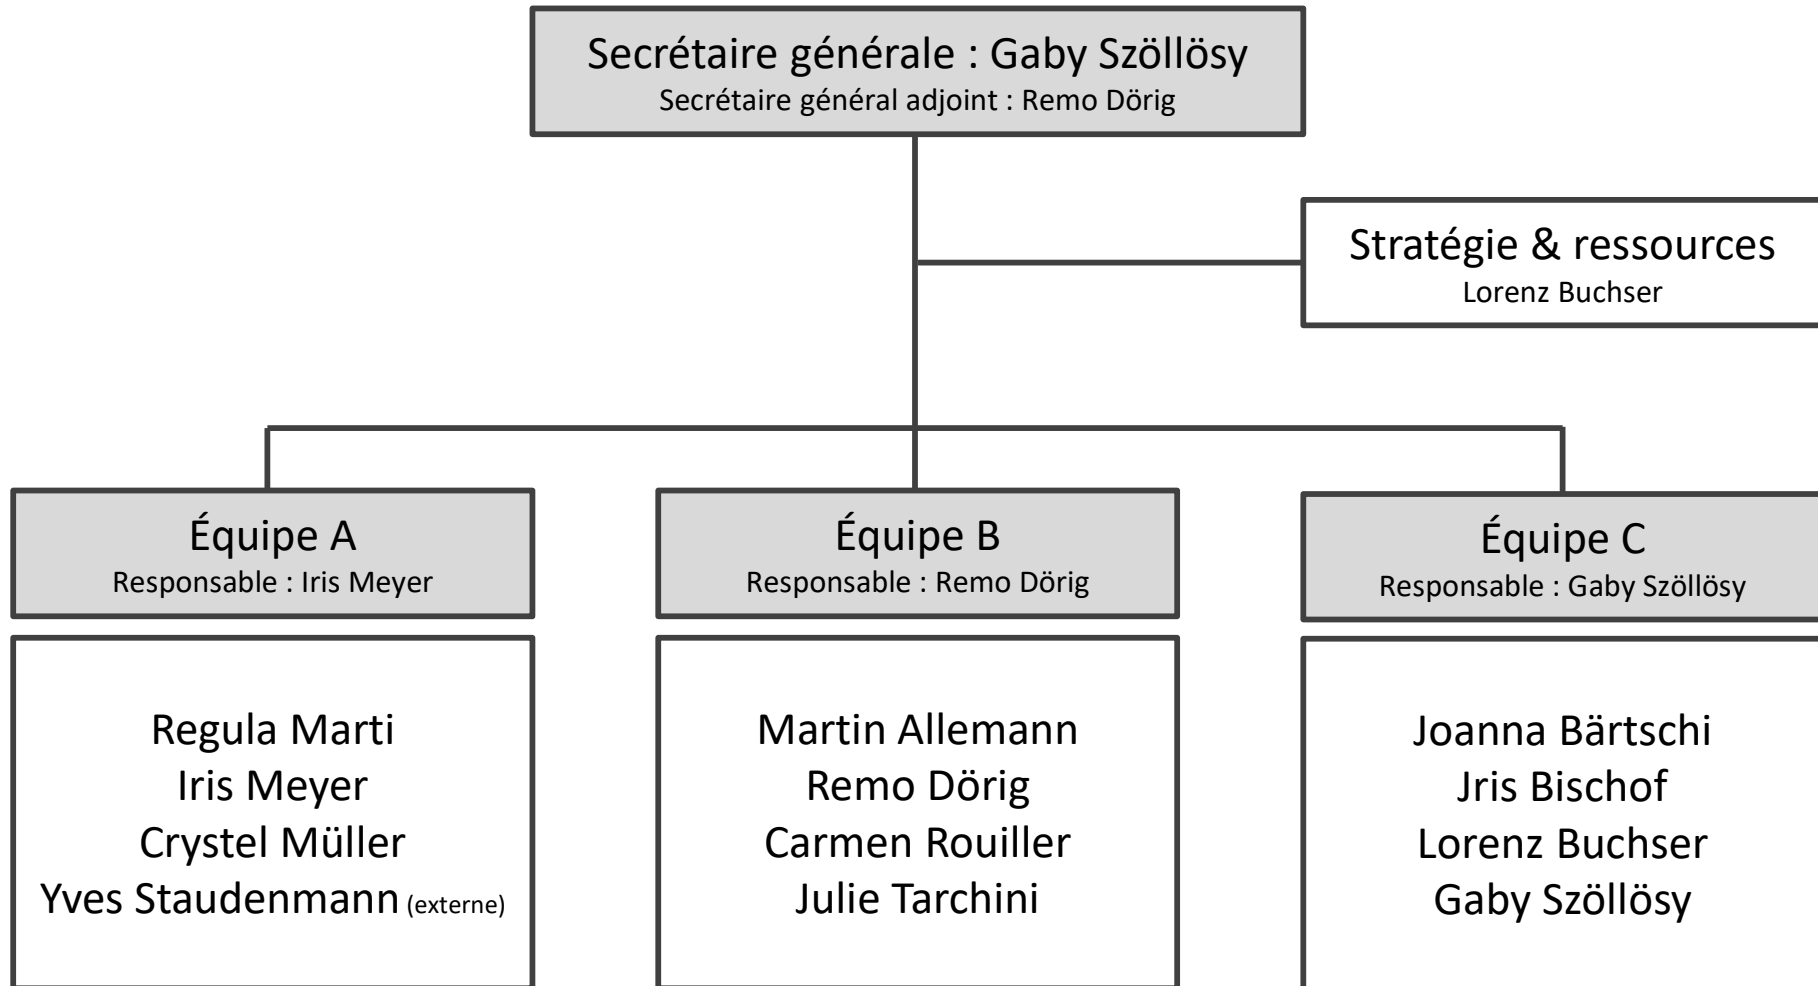 Secrétaire générale : Gaby Szöllösy
Secrétaire général adjoint : Remo Dörig
Stratégie & ressources
Lorenz Buchser
Équipe A
Responsable : Iris Meyer
Regula Marti
Iris Meyer
Crystel Müller
Yves Staudenmann (externe)
Équipe B
Responsable : Remo Dörig
Martin Allemann
Remo Dörig
Carmen Rouiller
Julie Tarchini
Équipe C
Responsable : Gaby Szöllösy
Joanna Bärtschi
Jris Bischof
Lorenz Buchser
Gaby Szöllösy